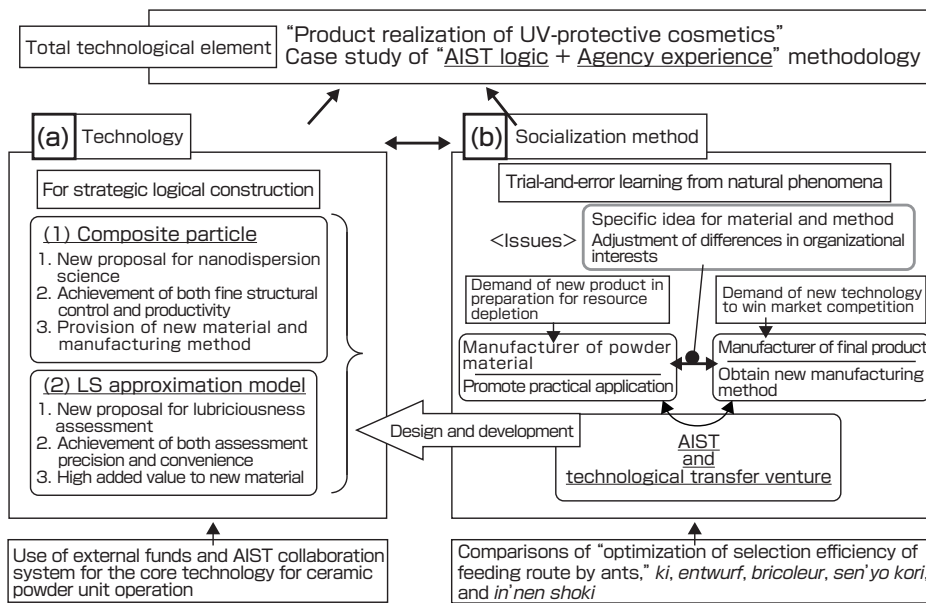 Total technological element
“Product realization of UV-protective cosmetics”
Case study of “AIST logic + Agency experience” methodology
(a) Technology
For strategic logical construction
(1) Composite particle
1. New proposal for nanodispersion
science
2. Achievement of both fine structural
control and productivity
3. Provision of new material and
manufacturing method
(2) LS approximation model
1. New proposal for lubriciousness
assessment
2. Achievement of both assessment
precision and convenience
3. High added value to new material
Use of external funds and AIST collaboration
system for the core technology for ceramic
powder unit operation
Design and development
(b) Socialization method
Trial-and-error learning from natural phenomena
<Issues>
Specific idea for material and method
Adjustment of differences in organizational
interests
Demand of new product in
preparation for resource
depletion
Demand of new technology
to win market competition
Manufacturer of powder
material
Promote practical application
Manufacturer of final product
Obtain new manufacturing
method
AIST
and
technological transfer venture
Comparisons of “optimization of selection efficiency of
feeding route by ants,” ki, entwurf, bricoleur, sen’yo kori,
and in’nen shoki